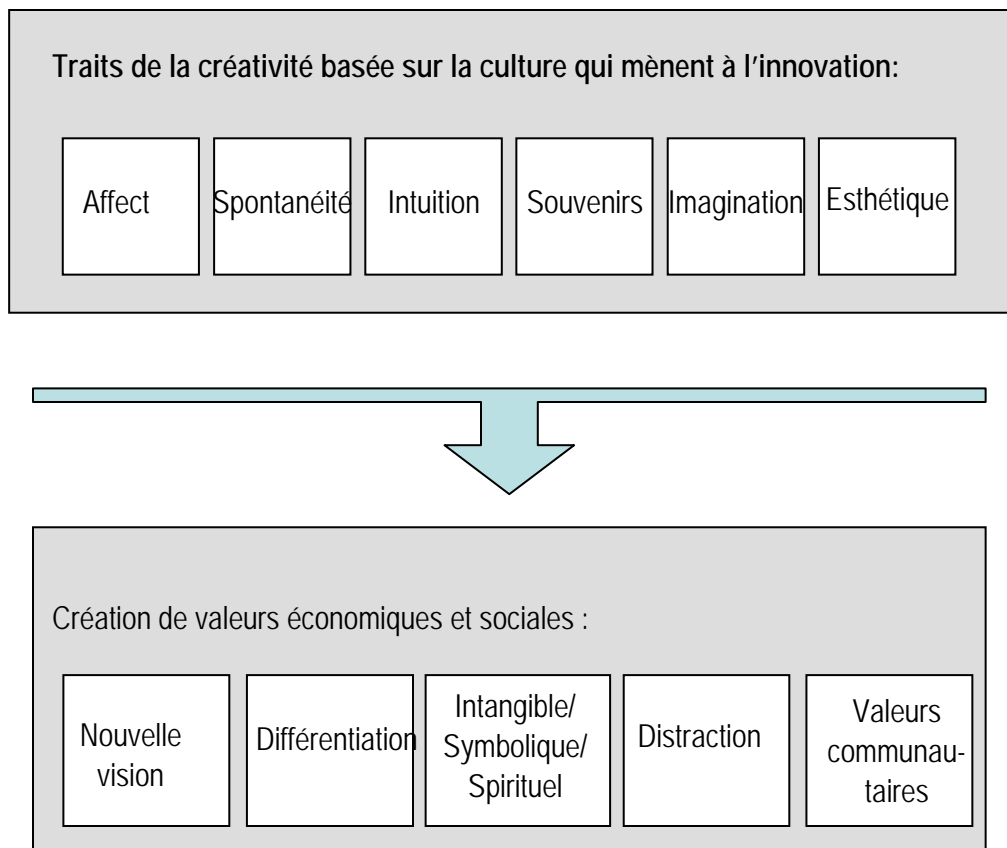 Traits de la créativité basée sur la culture qui mènent à l'innovation:
Affect
Spontanéité
Intuition
Souvenirs
Imagination
Esthétique
Création de valeurs économiques et sociales :
Nouvelle
vision
Différentiation
Intangible/
Symbolique/
Spirituel
Distraction
Valeurs
communau-
taires